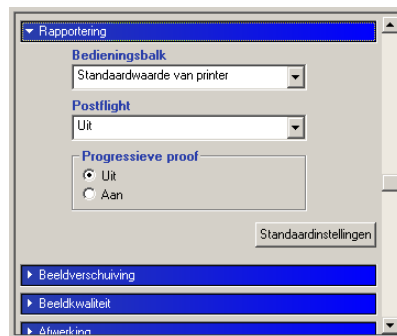 Rapportering
Bedieningsbalk
Standaardwaarde van printer
Postflight
Uit
Progressieve proof
Uit
Aan
Standaardinstellingen
Beeldverschuiving
Beeldkwaliteit
Afwerking